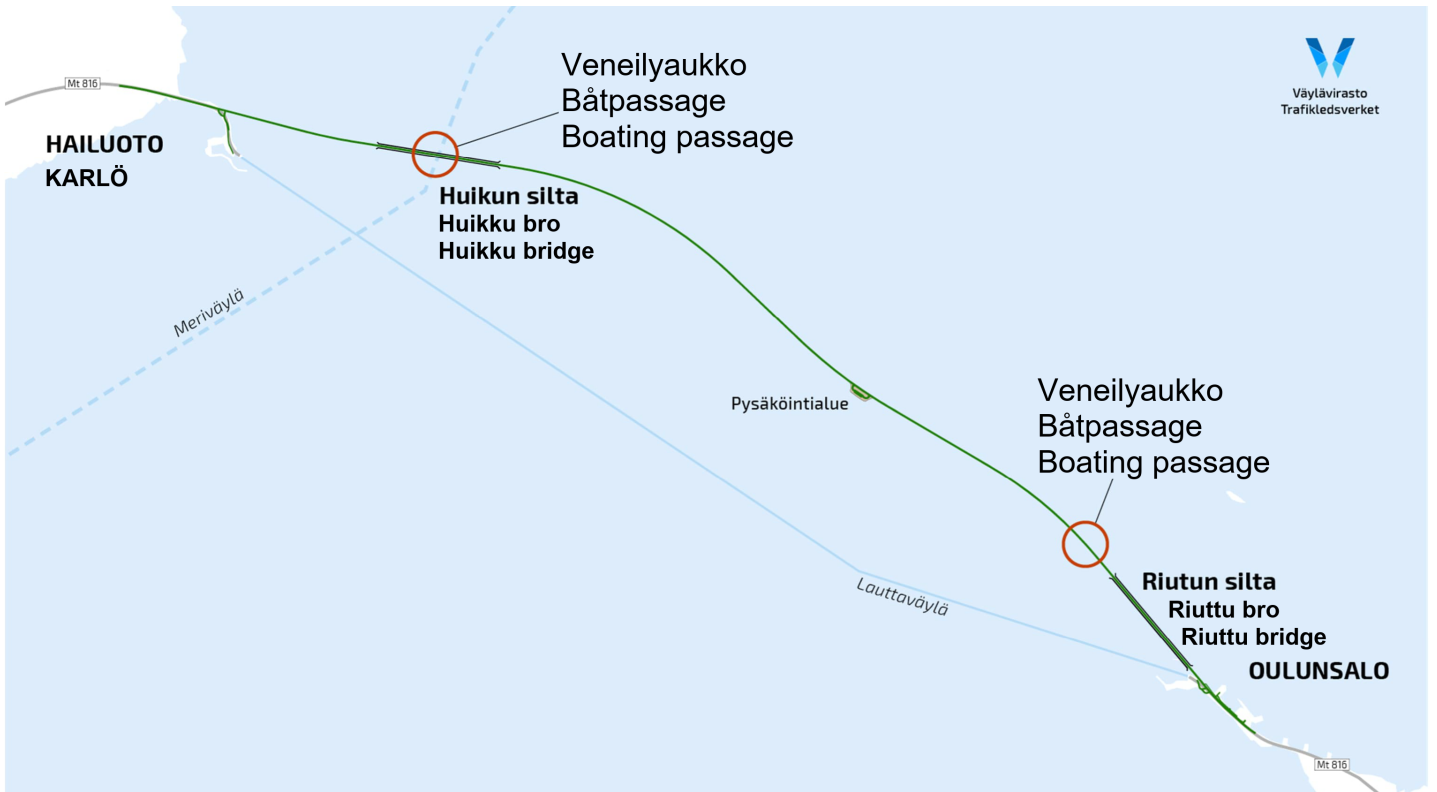 Mt 816
HAILUOTO
KARLÖ
Veneilyaukko
Båtpassage
Boating passage
Väylävirasto
Trafikledsverket
Huikun silta
Huikku bro
Huikku bridge
Meriväylä
Pysäköintialue
Veneilyaukko
Båtpassage
Boating passage
Lauttaväylä
Riutun silta
Riuttu bro
Riuttu bridge
OULUNSALO
Mt 816